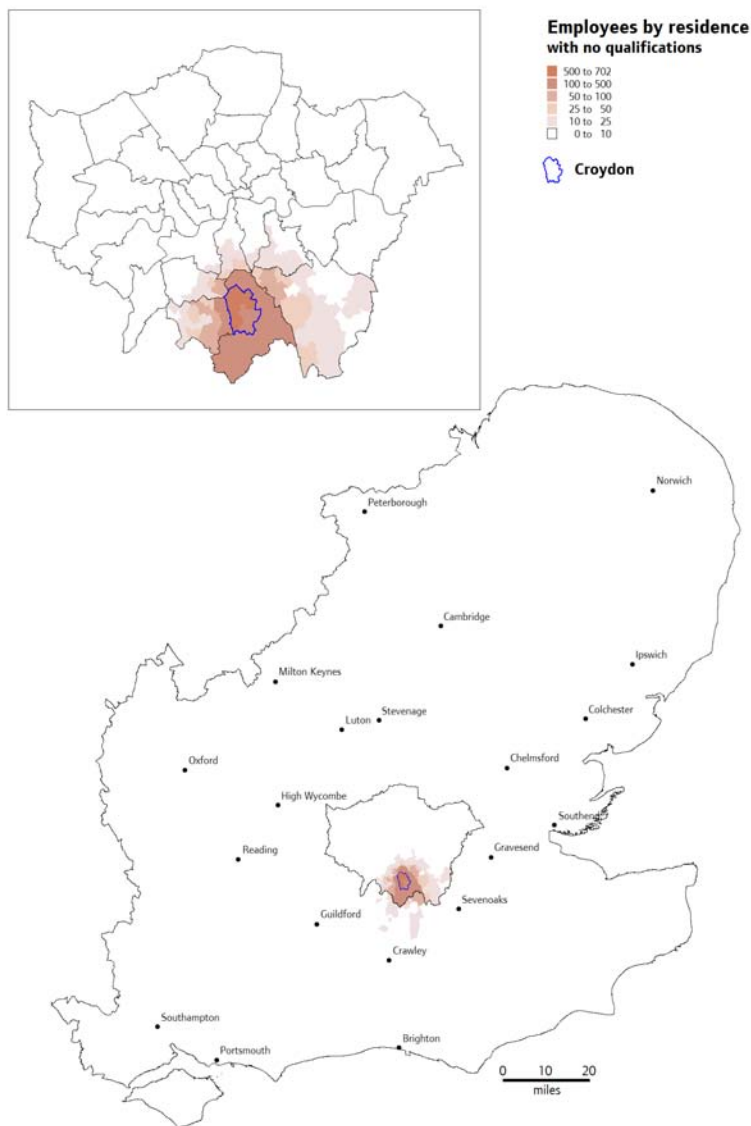 Employees by residence
with no qualifications
500 to 702
100 to 500
50 to 100
25 to 50
10 to 25
0 to 10
Croydon
Norwich
Peterborough
Cambridge
Ipswich
Milton Keynes
Colchester
Stevenage
Luton
Oxford
Chelmsford
High Wycombe
Southend
Reading
Gravesend
Sevenoaks
Guildford
Crawley
Southampton
Brighton
Portsmouth
0 10 20
miles